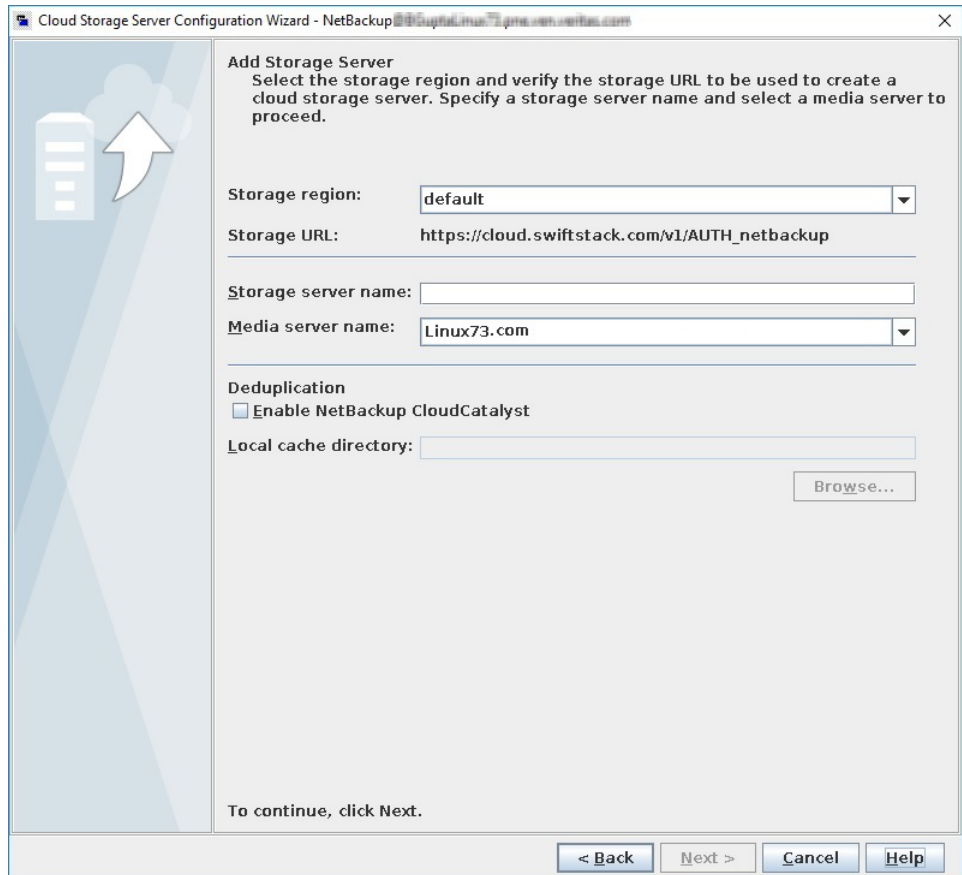 Cloud Storage Server Configuration Wizard - NetBackup
Add Storage Server
Select the storage region and verify the storage URL to be used to create a
cloud storage server. Specify a storage server name and select a media server to
proceed.
Storage region:
default
Storage URL:
https://cloud.swiftstack.com/v1/AUTH_netbackup
Storage server name:
Media server name:
Linux73.com
Deduplication
Enable NetBackup CloudCatalyst
Local cache directory:
Browse...
To continue, click Next.
< Back
Next >
Cancel
Help